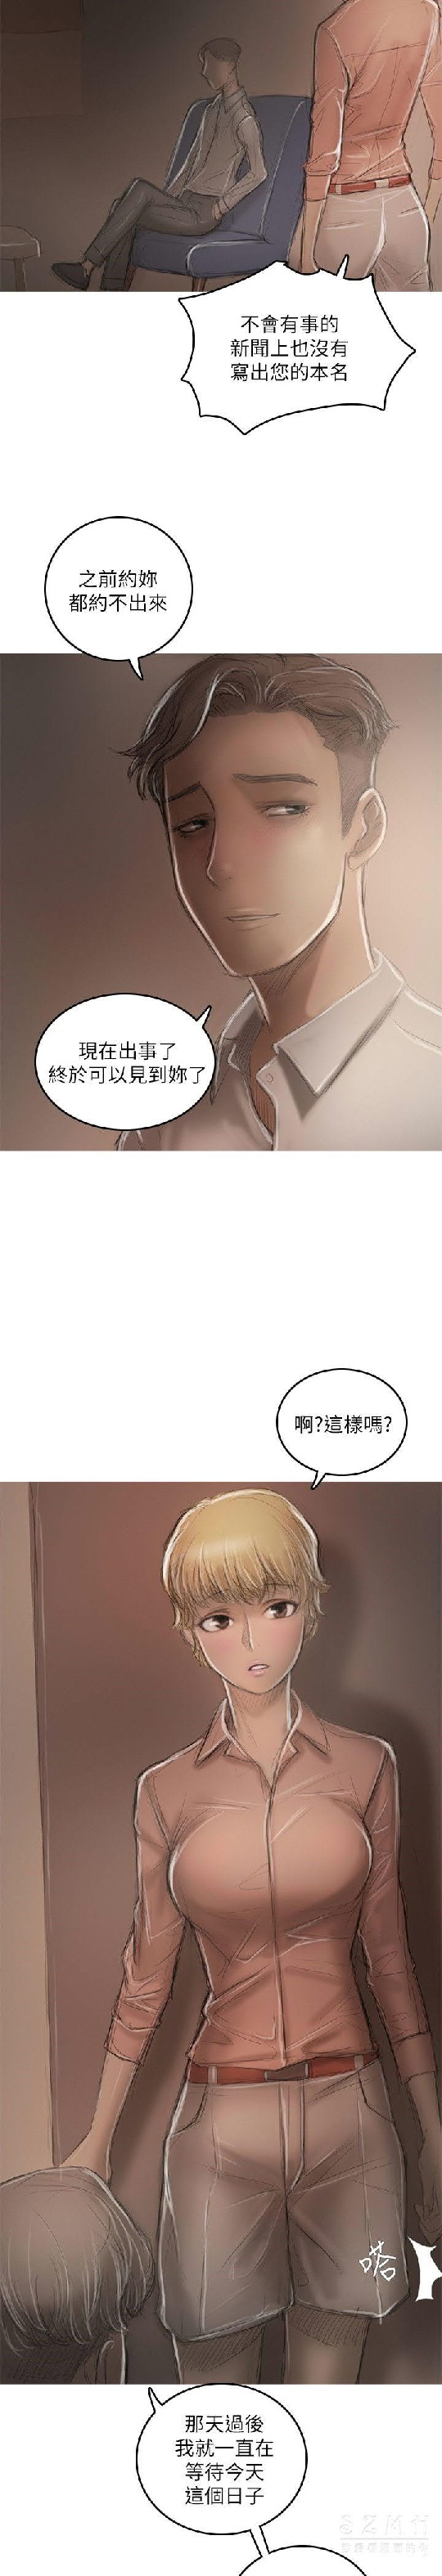 不會有事的
新聞上也沒有
寫出您的本名
之前約妳
都約不出來
現在出事了
終於可以見到妳了
啊?這樣嗎?
嗒
那天過後
我就一直在
等待今天
這個日子
SZMH